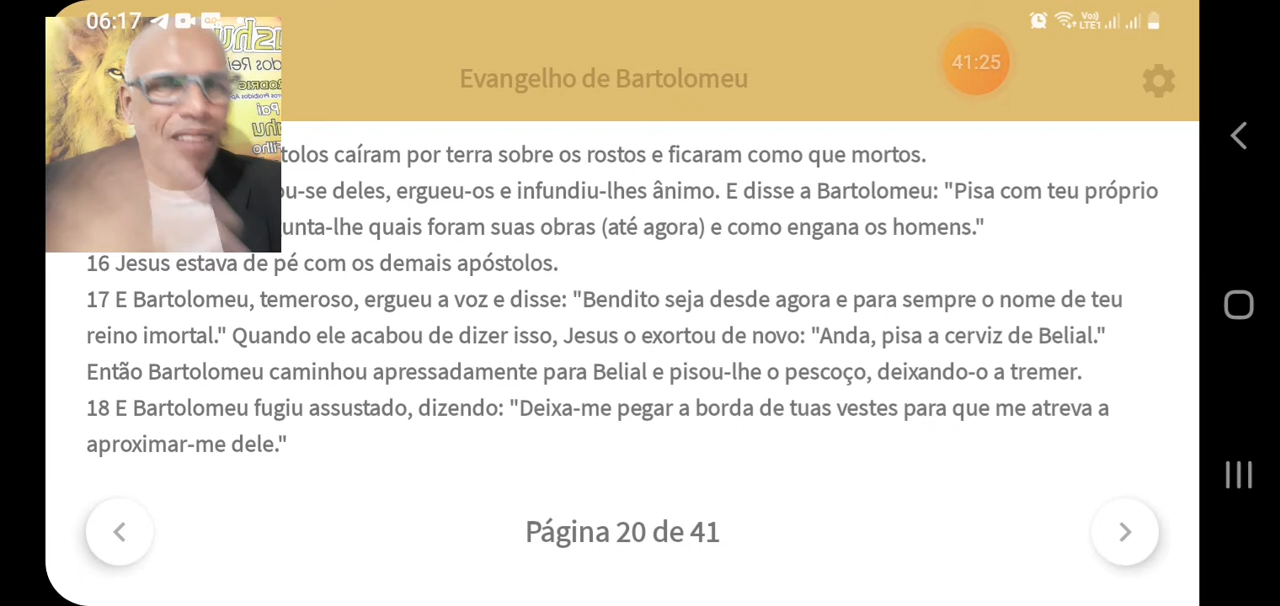 06:17
Vo)) LTE1
41:25
Evangelho de Bartolomeu
tolos caíram por terra sobre os rostos e ficaram como que mortos.
ou-se deles, ergueu-os e infundiu-lhes ânimo. E disse a Bartolomeu: "Pisa com teu próprio
unta-lhe quais foram suas obras (até agora) e como engana os homens."
16 Jesus estava de pé com os demais apóstolos.
17 E Bartolomeu, temeroso, ergueu a voz e disse: "Bendito seja desde agora e para sempre o nome de teu
reino imortal." Quando ele acabou de dizer isso, Jesus o exortou de novo: "Anda, pisa a cerviz de Belial."
Então Bartolomeu caminhou apressadamente para Belial e pisou-lhe o pescoço, deixando-o a tremer.
18 E Bartolomeu fugiu assustado, dizendo: "Deixa-me pegar a borda de tuas vestes para que me atreva a
aproximar-me dele."
Página 20 de 41